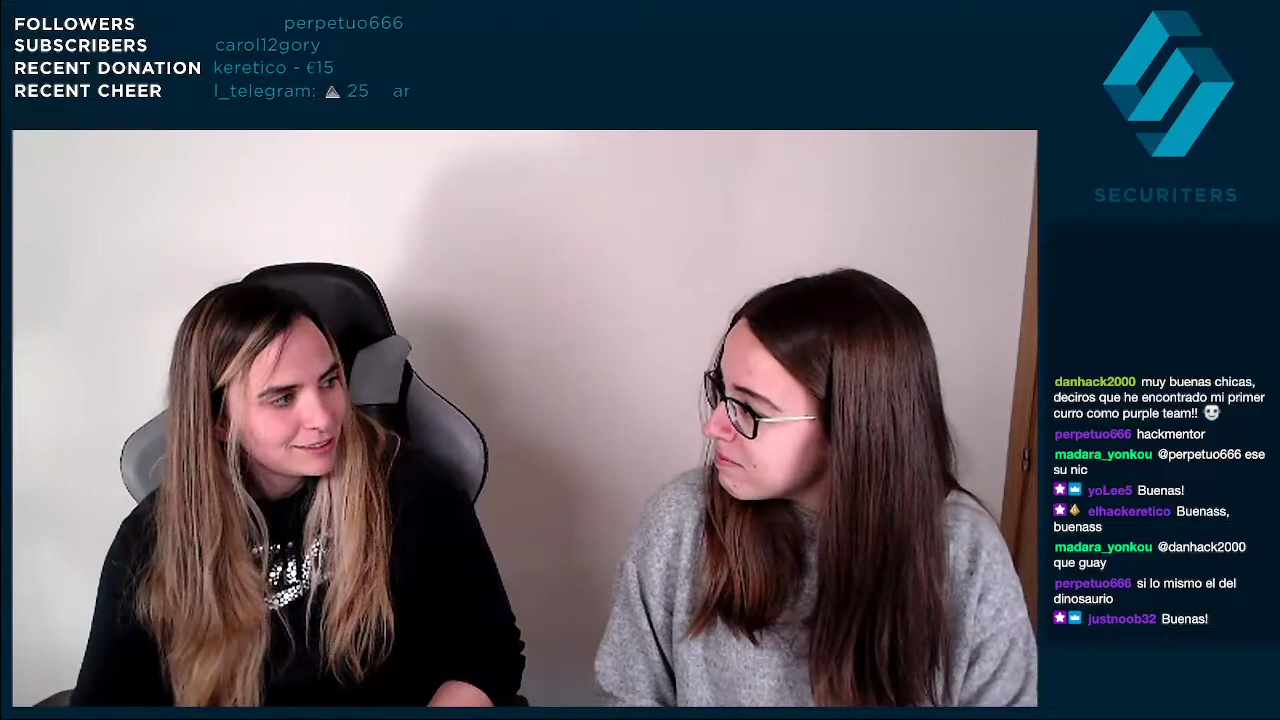 FOLLOWERS perpetuo666
SUBSCRIBERS carol12gory
RECENT DONATION keretico - €15
RECENT CHEER l_telegram: 25 ar
SECURITERS
danhack2000 muy buenas chicas,
deciros que he encontrado mi primer
curro como purple team!!
perpetuo666 hackmentor
madara_yonkou @perpetuo666 ese
su nic
yoLee5 Buenas!
elhackeretico Buenass,
buenass
madara_yonkou @danhack2000
que guay
perpetuo666 si lo mismo el del
dinosaurio
justnoob32 Buenas!